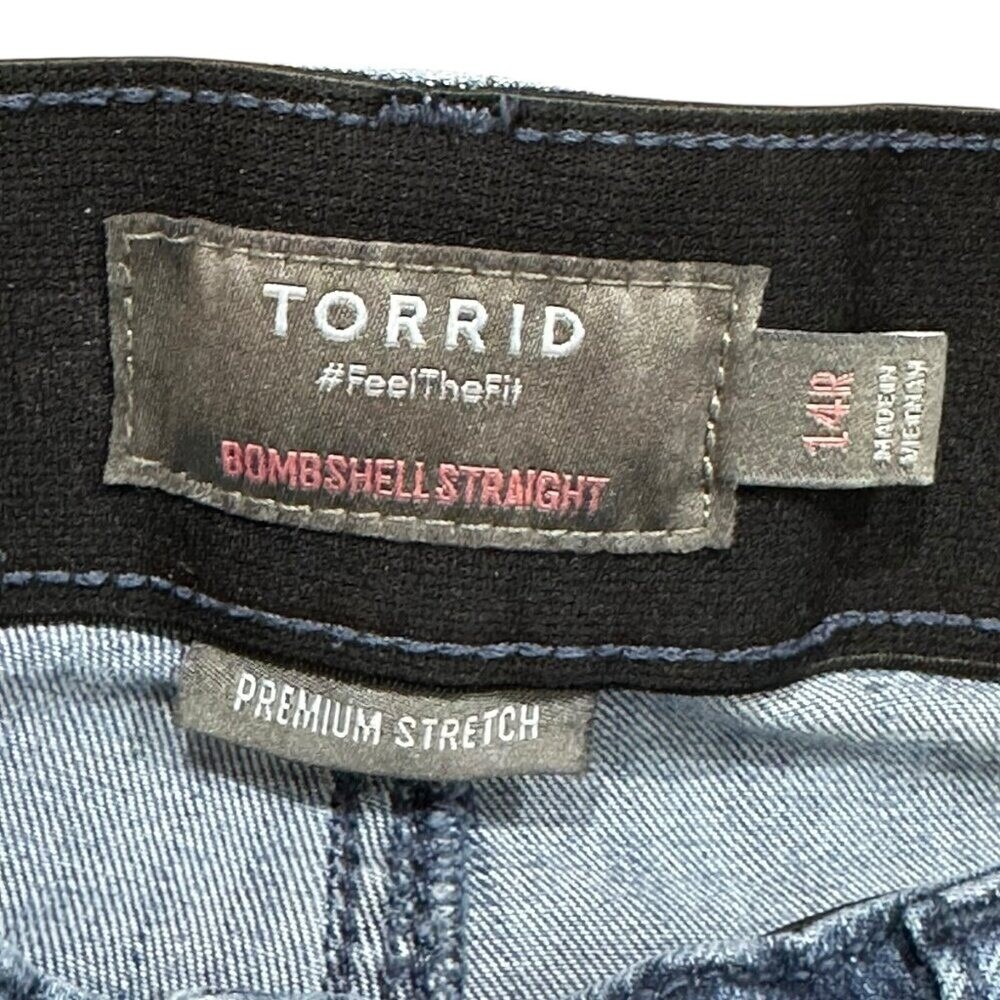 TORRID
#FeelTheFit
BOMBSHELL STRAIGHT
14R
MADE IN
VIETNAM
PREMIUM STRETCH